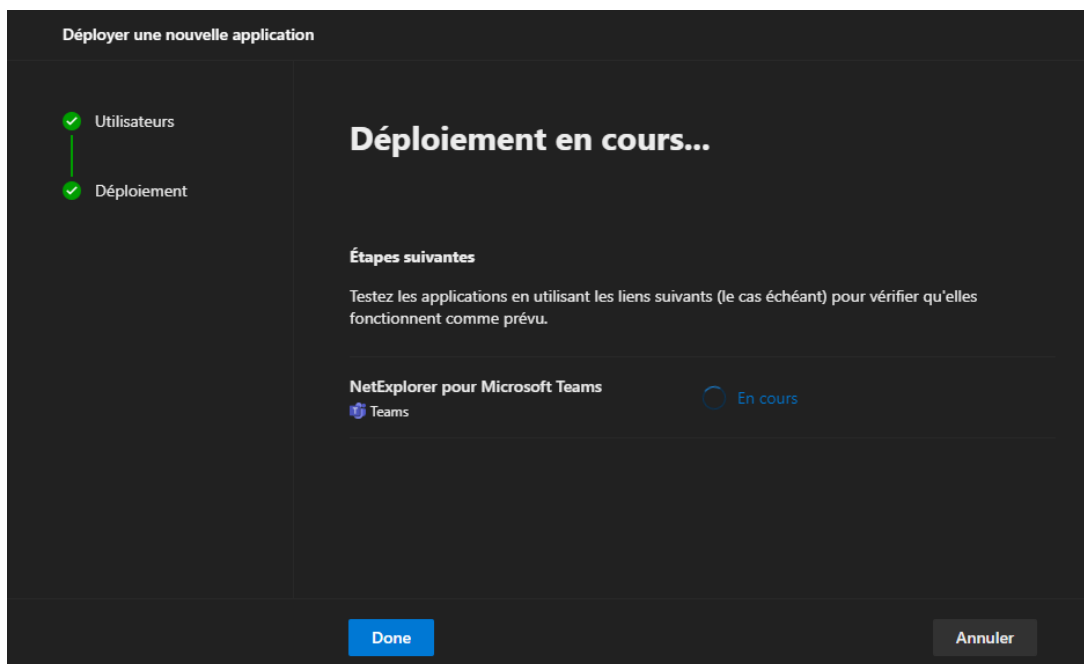 Déployer une nouvelle application
Utilisateurs
Déploiement
Déploiement en cours...
Étapes suivantes
Testez les applications en utilisant les liens suivants (le cas échéant) pour vérifier qu'elles
fonctionnent comme prévu.
NetExplorer pour Microsoft Teams
Teams
En cours
Done
Annuler